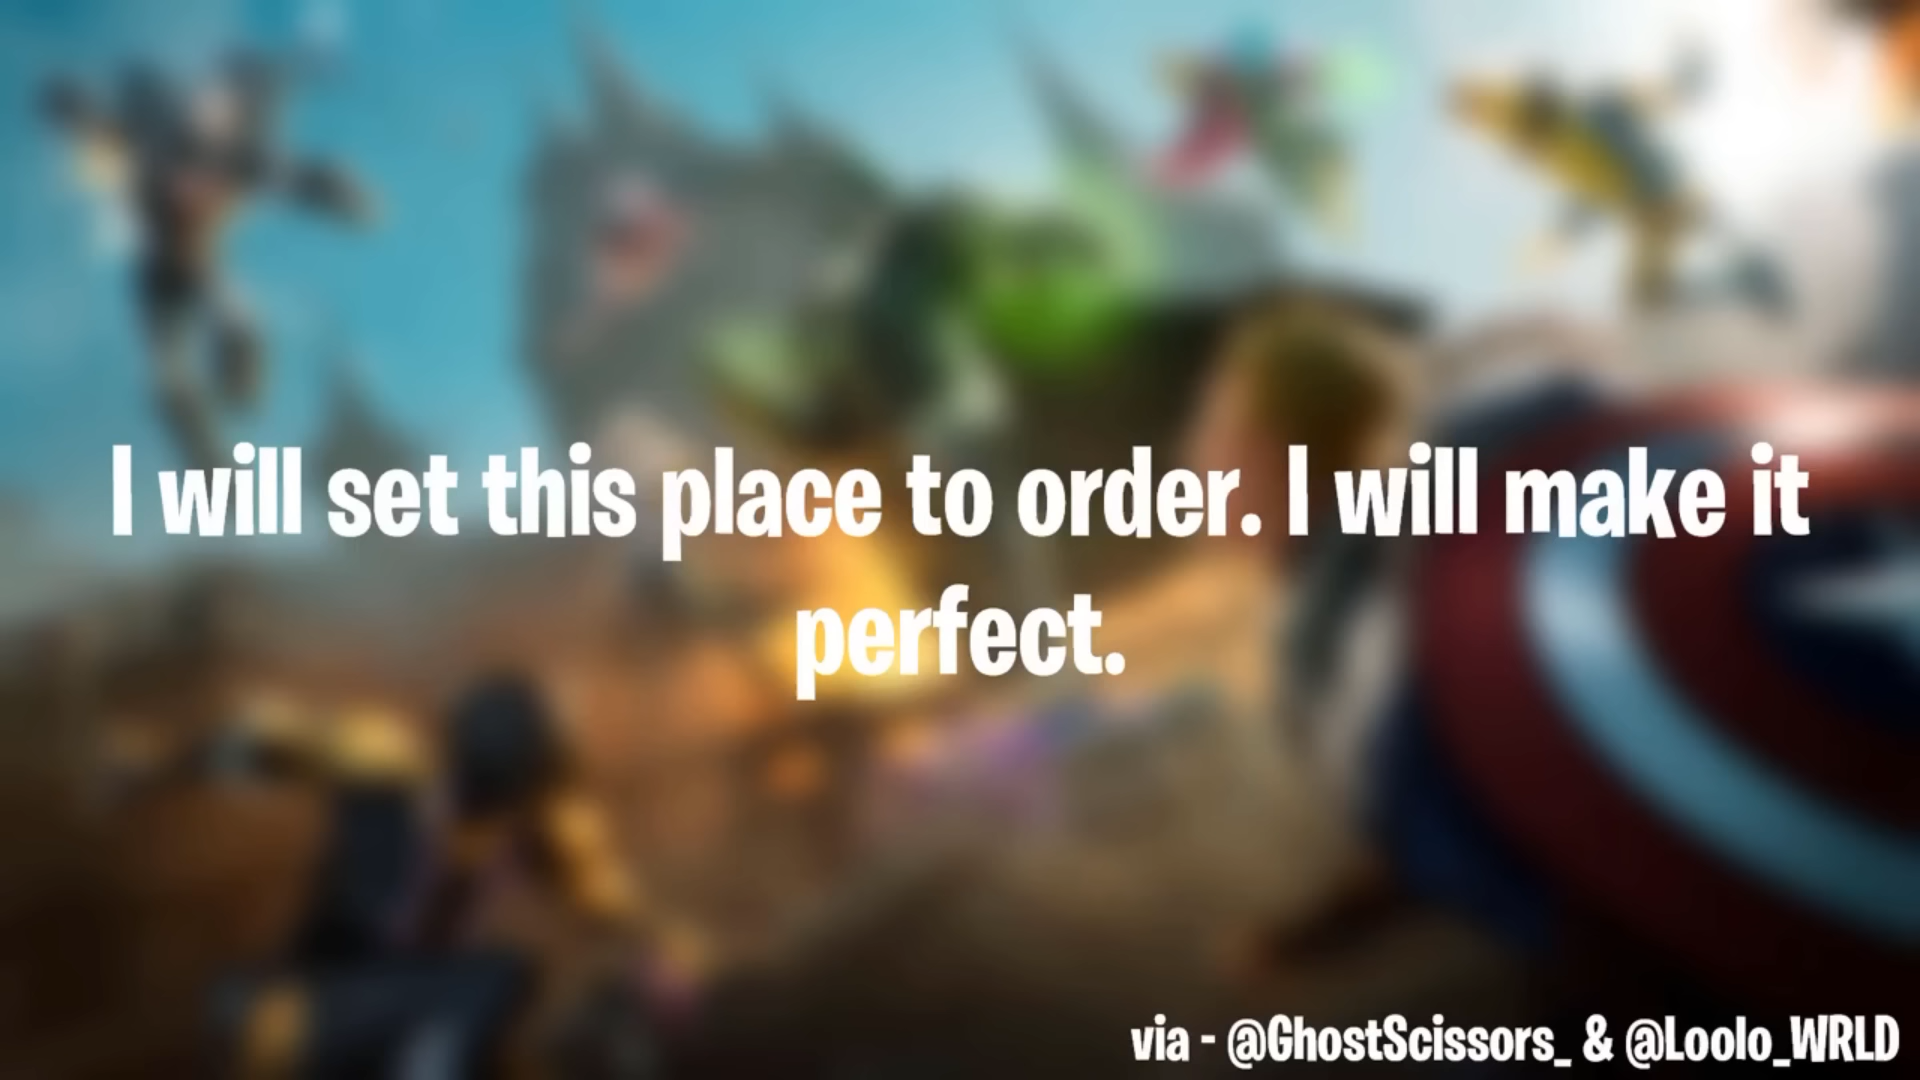 I will set this place to order. I will make it
perfect.
via - @GhostScissors_ & @Loolo_WRLD